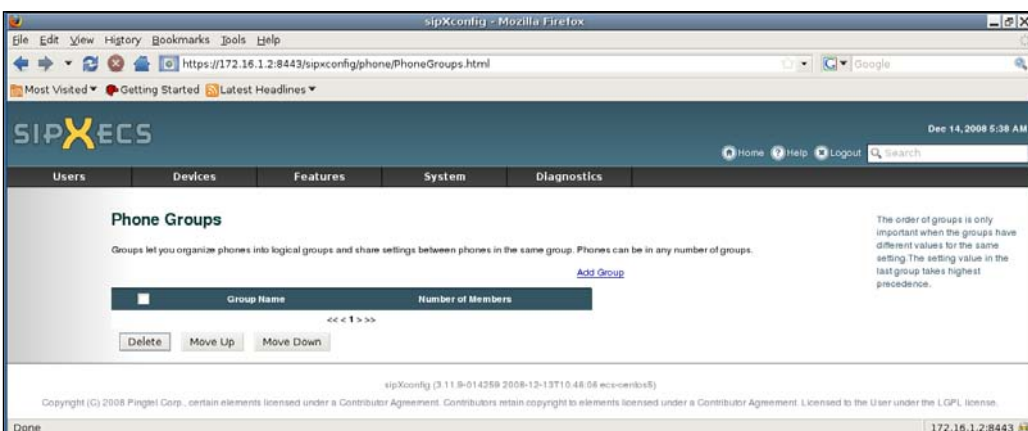 sipXconfig - Mozilla Firefox
File Edit View History Bookmarks Tools Help
https://172.16.1.2:8443/sipxconfig/phone/PhoneGroups.html
G Google
Most Visited Getting Started Latest Headlines
SIPXECS
Dec 14, 2008 5:38 AM
Home Help Logout Search
Users Devices Features System Diagnostics
Phone Groups
Groups let you organize phones into logical groups and share settings between phones in the same group. Phones can be in any number of groups.
Add Group
Group Name Number of Members
<< < 1 > >>
Delete Move Up Move Down
The order of groups is only
important when the groups have
different values for the same
setting.The setting value in the
last group takes highest
precedence.
sipXconfig (3.11.9-014259 2008-12-13T10:48:06 ecs-centos5)
Copyright (C) 2008 Pingtel Corp., certain elements licensed under a Contributor Agreement. Contributors retain copyright to elements licensed under a Contributor Agreement. Licensed to the User under the LGPL license.
Done 172.16.1.2:8443